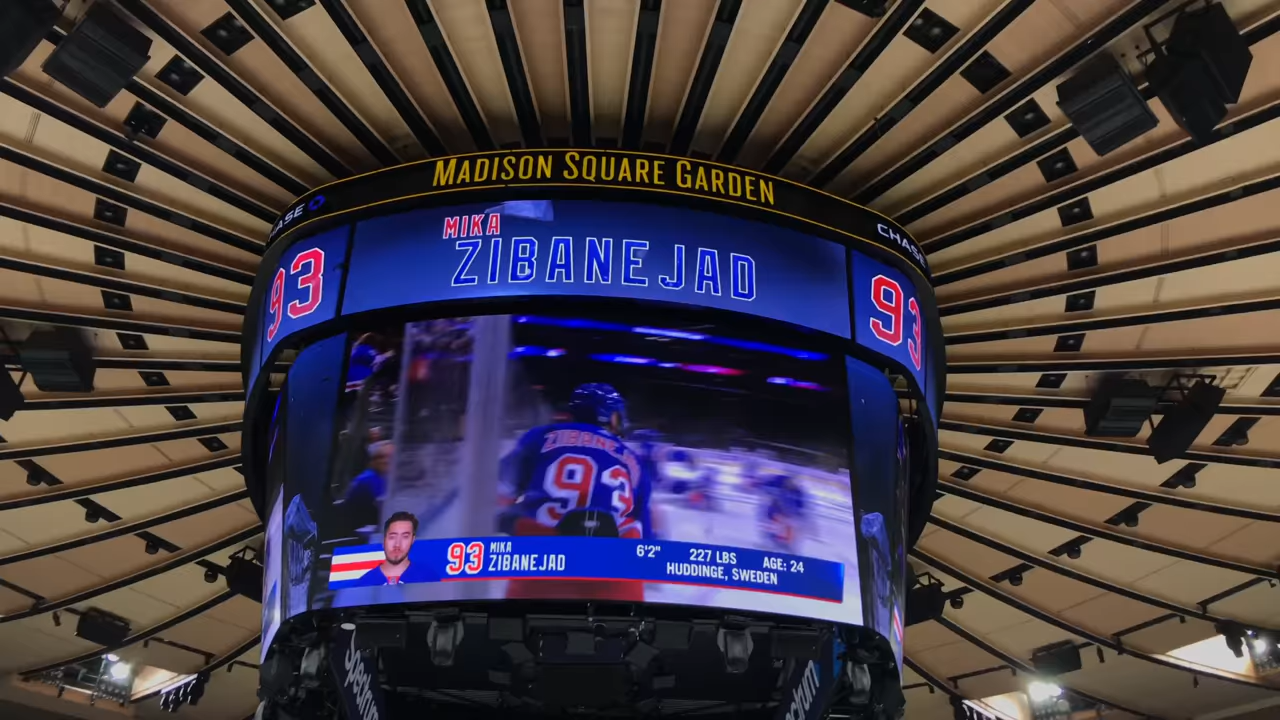 MADISON SQUARE GARDEN
CHASE
MIKA
ZIBANEJAD
93
93
ZIBANEJAD
93
93 MIKA
ZIBANEJAD
6'2" 227 LBS AGE: 24
HUDDINGE, SWEDEN
Spectrum